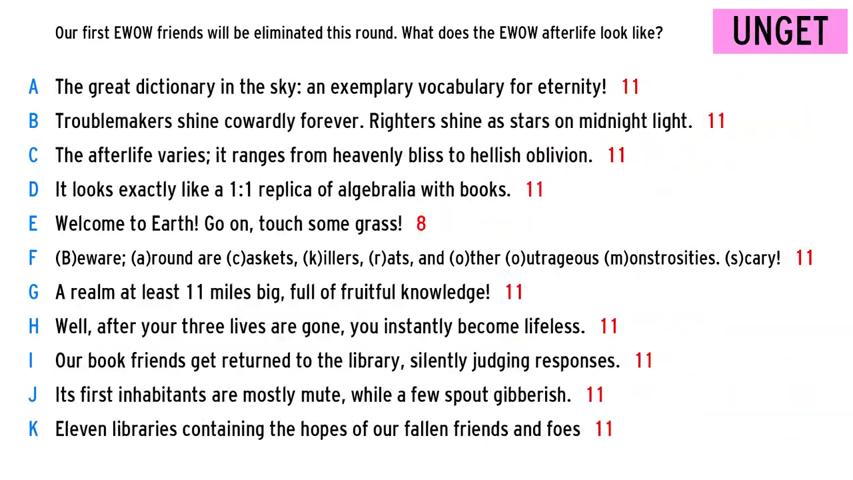 Our first EWOW friends will be eliminated this round. What does the EWOW afterlife look like?
UNGET
A The great dictionary in the sky: an exemplary vocabulary for eternity! 11
B Troublemakers shine cowardly forever. Righters shine as stars on midnight light. 11
C The afterlife varies; it ranges from heavenly bliss to hellish oblivion. 11
D It looks exactly like a 1:1 replica of algebralia with books. 11
E Welcome to Earth! Go on, touch some grass! 8
F (B)eware; (a)round are (c)askets, (k)illers, (r)ats, and (o)ther (o)utrageous (m)onstrosities. (s)cary! 11
G A realm at least 11 miles big, full of fruitful knowledge! 11
H Well, after your three lives are gone, you instantly become lifeless. 11
I Our book friends get returned to the library, silently judging responses. 11
J Its first inhabitants are mostly mute, while a few spout gibberish. 11
K Eleven libraries containing the hopes of our fallen friends and foes 11